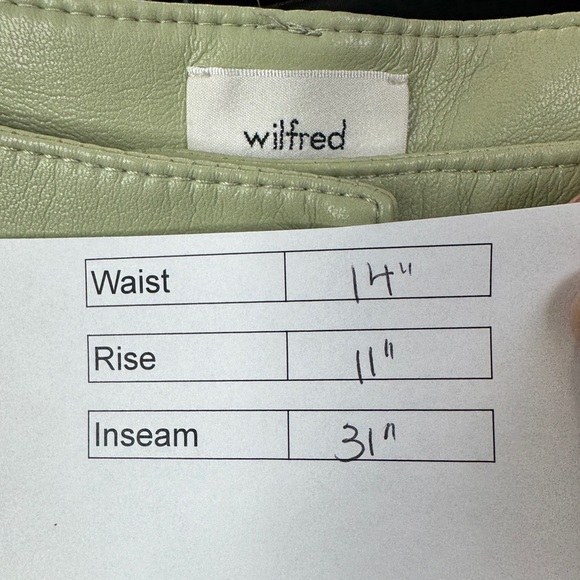 wilfred
Waist 14"
Rise 11"
Inseam 31"